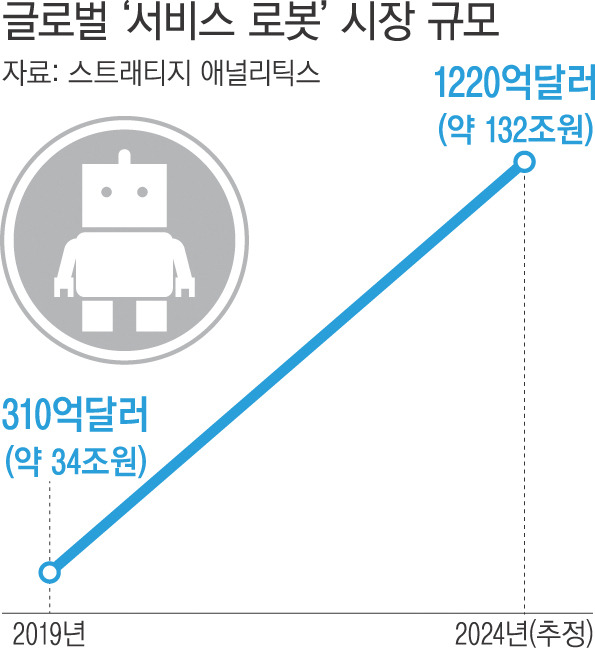 글로벌 ‘서비스 로봇’ 시장 규모
자료: 스트래티지 애널리틱스
1220억달러
(약 132조원)
310억달러
(약 34조원)
2019년
2024년(추정)